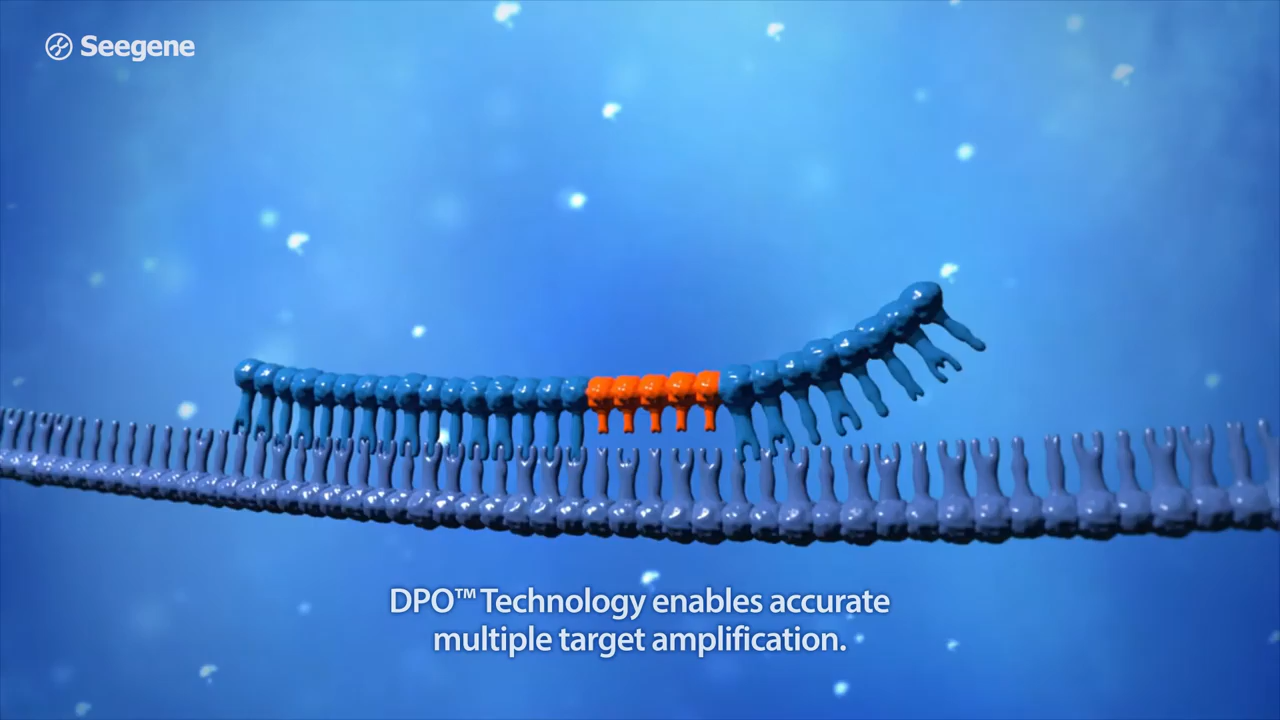 Seegene
DPO™ Technology enables accurate
multiple target amplification.